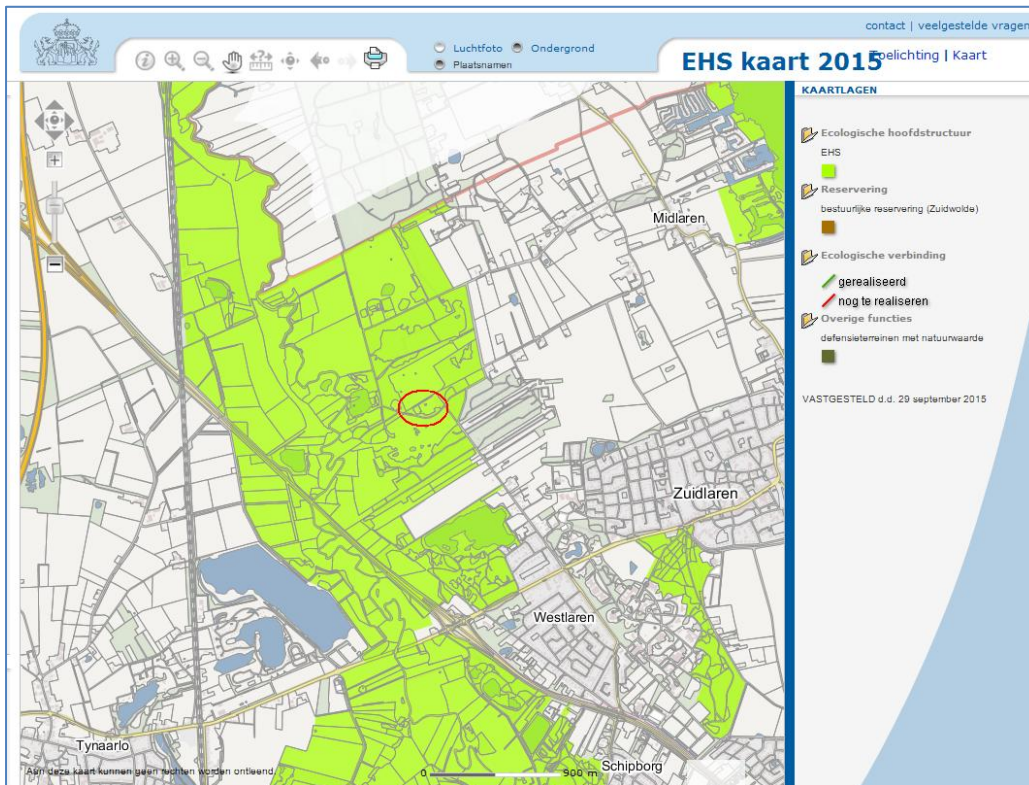 contact | veelgestelde vragen
Luchtfoto Ondergrond
Plaatsnamen
EHS kaart 2015
Toelichting | Kaart
KAARTLAGEN
Ecologische hoofdstructuur
EHS
Reservering
bestuurlijke reservering (Zuidwolde)
Ecologische verbinding
gerealiseerd
nog te realiseren
Overige functies
defensieterreinen met natuurwaarde
VASTGESTELD d.d. 29 september 2015
Midlaren
Zuidlaren
Westlaren
Tynaarlo
Schipborg
Aan deze kaart kunnen geen rechten worden ontleend.
0 900 m